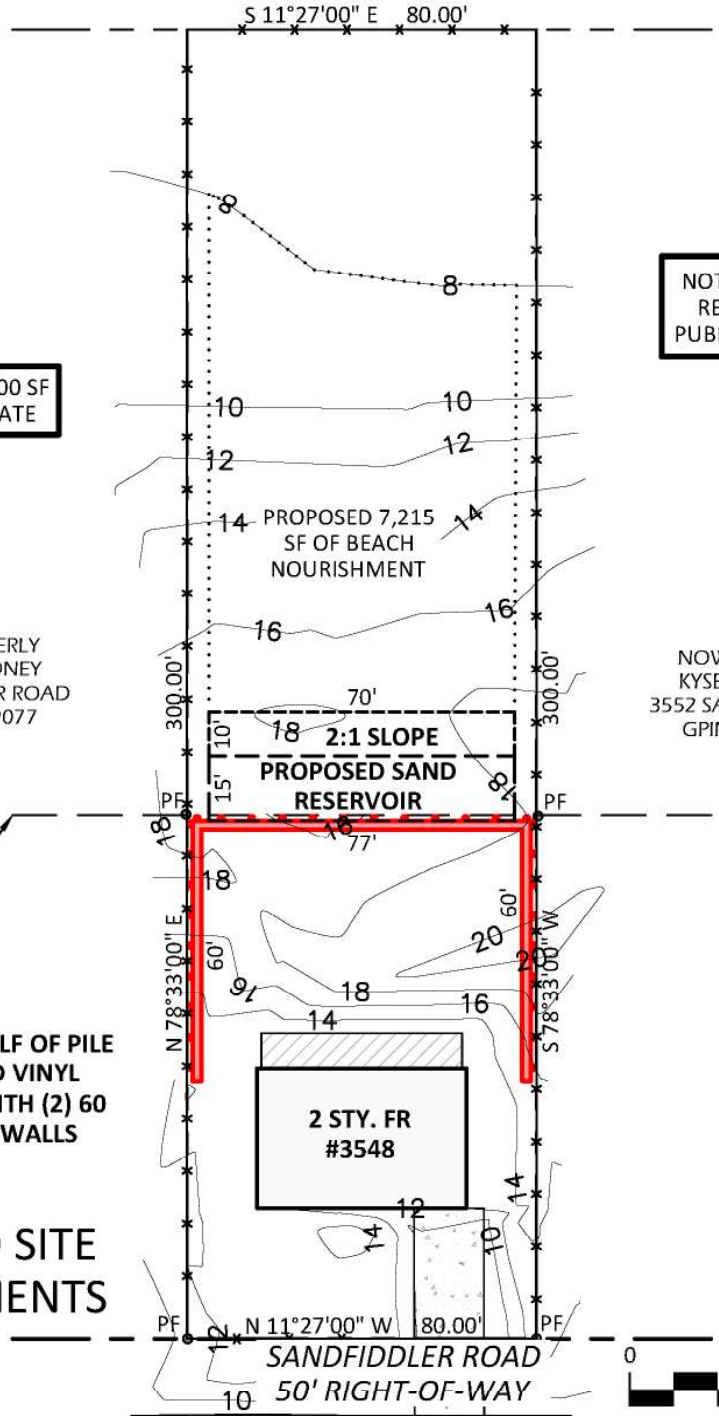 S 11°27'00" E 80.00'
8
8
NOT
RE
PUBL
00 SF
ATE
10
10
12
12
14
14
PROPOSED 7,215
SF OF BEACH
NOURISHMENT
16
16
ERLY
ONEY
R ROAD
9077
NOW
KYSE
3552 SA
GPIN
300.00'
300.00'
70'
10'
18
2:1 SLOPE
15'
PROPOSED SAND
RESERVOIR
18
PF
PF
18
16
77'
18
N 78°33'00" E
60'
60'
S 78°33'00" W
20
20
16
18
16
14
LF OF PILE
D VINYL
ITH (2) 60
WALLS
2 STY. FR
#3548
14
12
14
10
SITE
MENTS
PF
12
N 11°27'00" W 80.00'
PF
SANDFIDDLER ROAD
50' RIGHT-OF-WAY
10
0